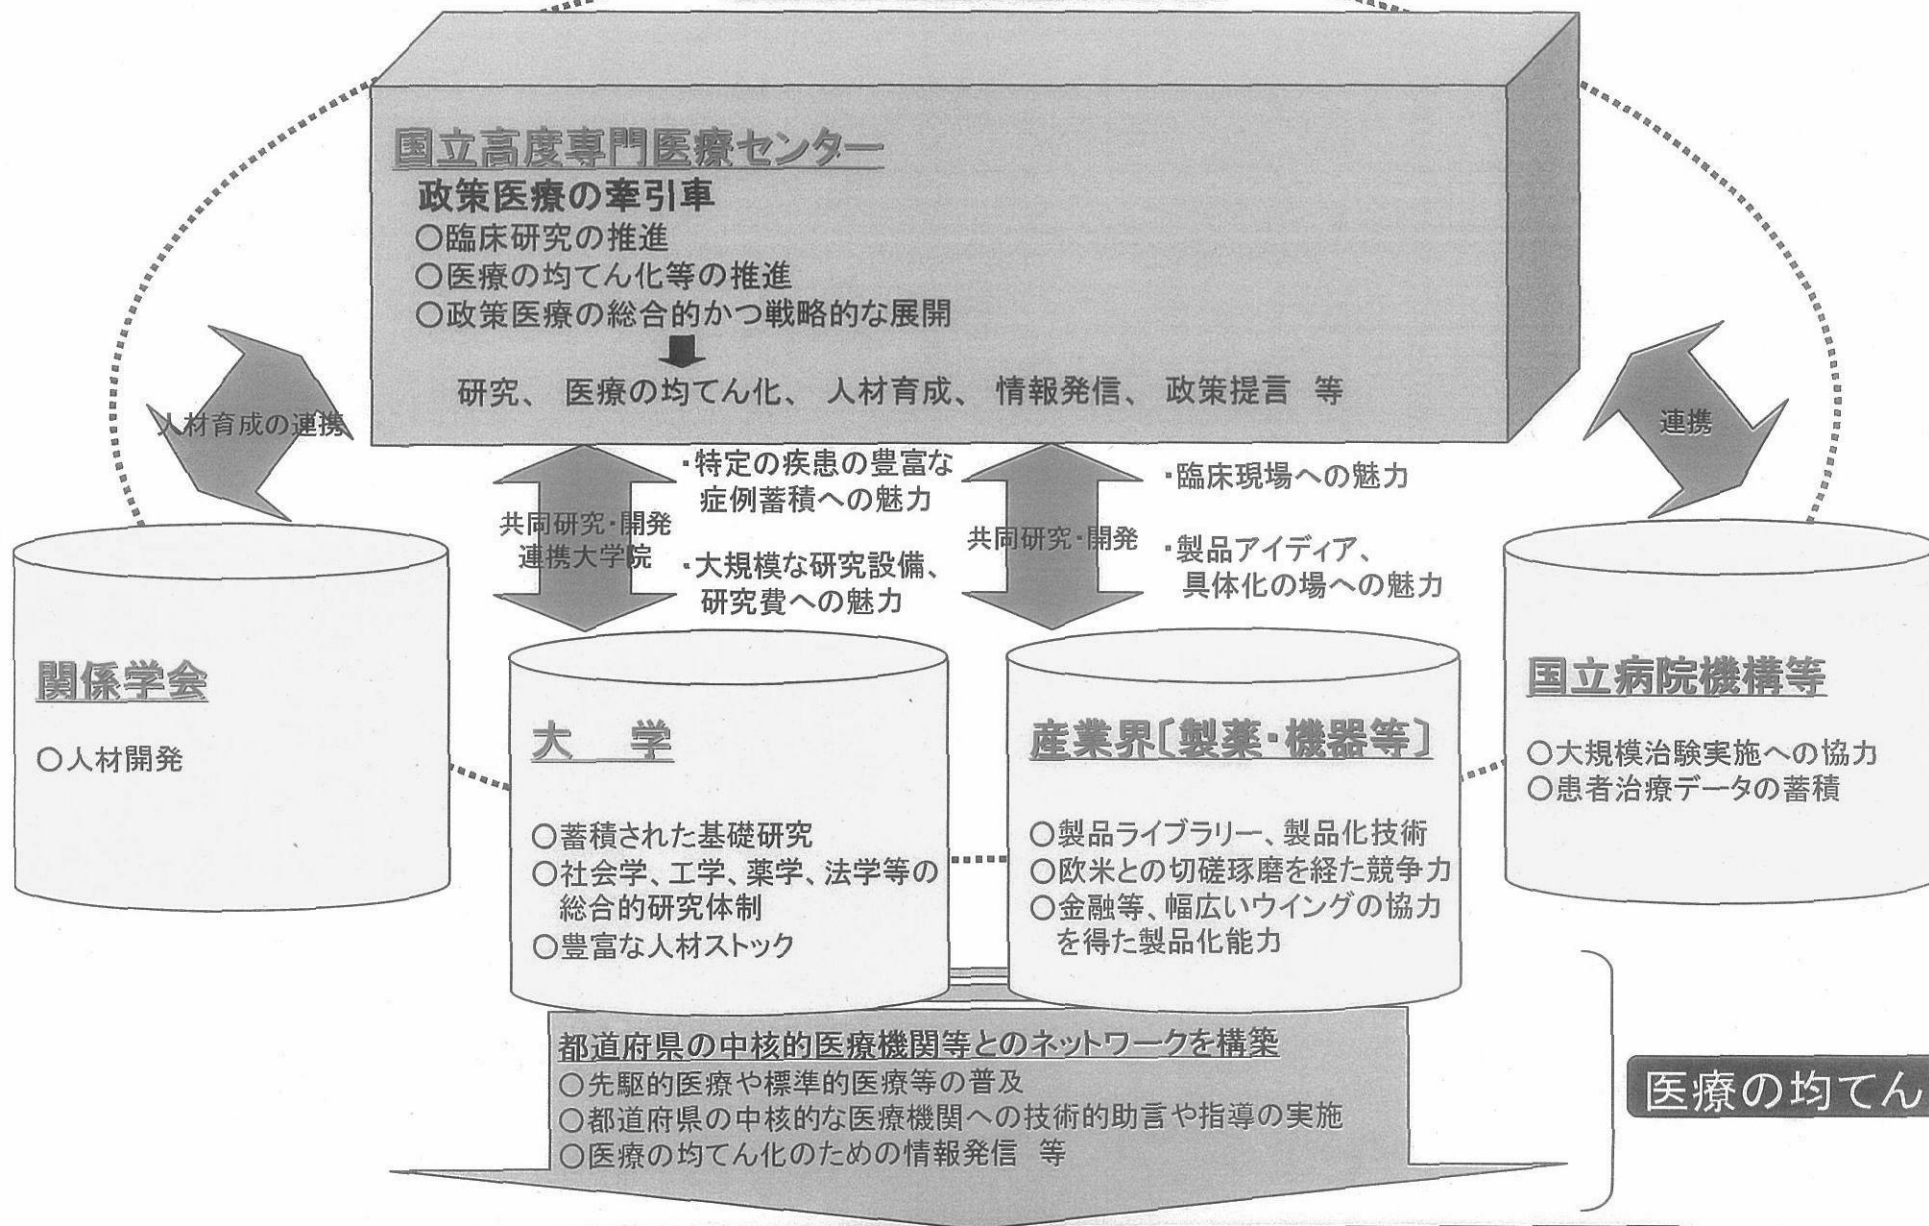 国立高度専門医療センター
政策医療の牽引車
○臨床研究の推進
○医療の均てん化等の推進
○政策医療の総合的かつ戦略的な展開
研究、 医療の均てん化、 人材育成、 情報発信、 政策提言 等
人材育成の連携
共同研究・開発
連携大学院
・特定の疾患の豊富な
症例蓄積への魅力
・大規模な研究設備、
研究費への魅力
共同研究・開発
・臨床現場への魅力
・製品アイディア、
具体化の場への魅力
連携
関係学会
○人材開発
大 学
○蓄積された基礎研究
○社会学、工学、薬学、法学等の
総合的研究体制
○豊富な人材ストック
産業界〔製薬・機器等〕
○製品ライブラリー、製品化技術
○欧米との切磋琢磨を経た競争力
○金融等、幅広いウイングの協力
を得た製品化能力
国立病院機構等
○大規模治験実施への協力
○患者治療データの蓄積
都道府県の中核的医療機関等とのネットワークを構築
○先駆的医療や標準的医療等の普及
○都道府県の中核的な医療機関への技術的助言や指導の実施
○医療の均てん化のための情報発信 等
医療の均てん